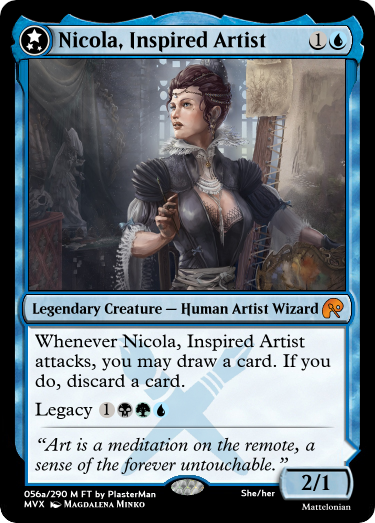 Nicola, Inspired Artist 1
Legendary Creature — Human Artist Wizard
Whenever Nicola, Inspired Artist
attacks, you may draw a card. If you
do, discard a card.
Legacy 1
“Art is a meditation on the remote, a
sense of the forever untouchable.”
2/1
056a/290 M FT by PlasterMan
She/her
MVX Magdalena Minko
Mattelonian